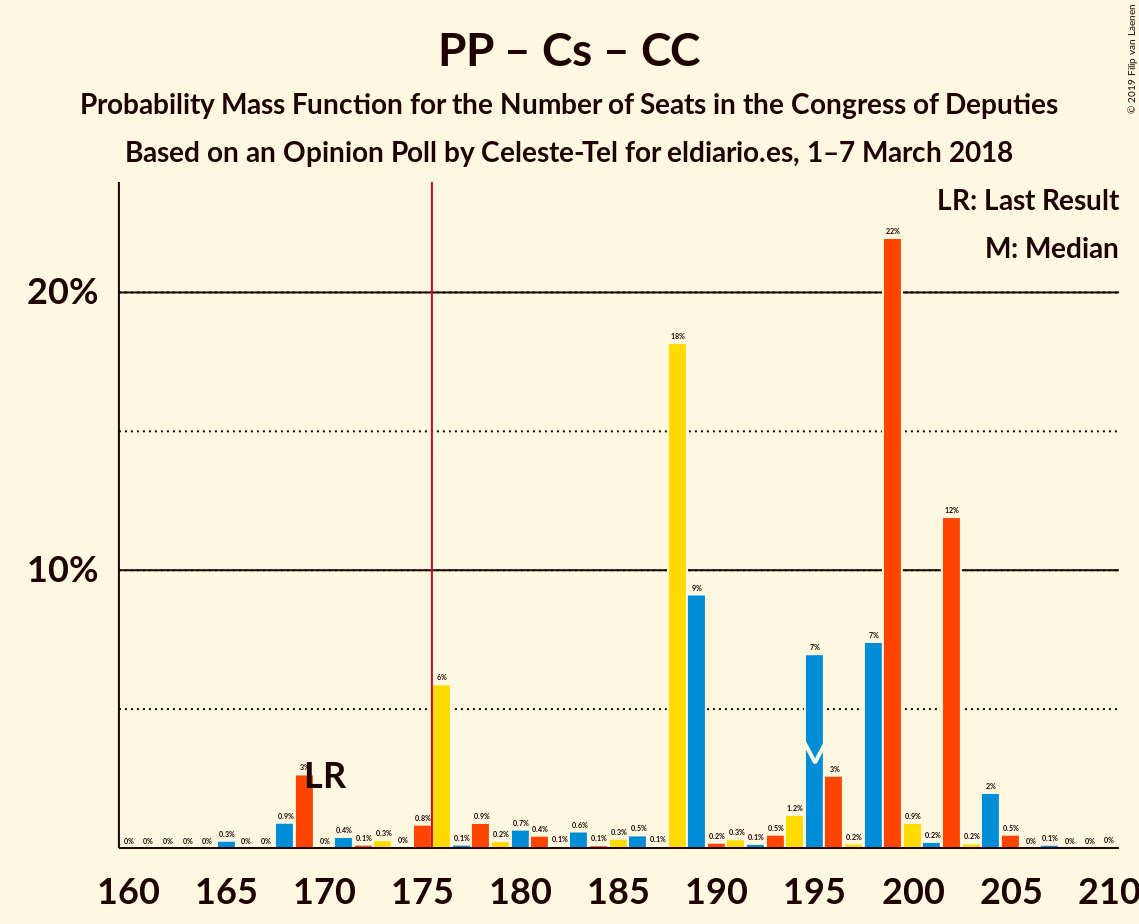 © 2019 Filip van Laenen
PP – Cs – CC
Probability Mass Function for the Number of Seats in the Congress of Deputies
Based on an Opinion Poll by Celeste-Tel for eldiario.es, 1–7 March 2018
LR: Last Result
M: Median
20%
10%
0% 0% 0% 0% 0% 0.3% 0% 0% 0.9% 3% 0% 0.4% 0.1% 0.3% 0% 0.8% 6% 0.1% 0.9% 0.2% 0.7% 0.4% 0.1% 0.6% 0.1% 0.3% 0.5% 0.1% 18% 9% 0.2% 0.3% 0.1% 0.5% 1.2% 7% 3% 0.2% 7% 22% 0.9% 0.2% 12% 0.2% 2% 0.5% 0% 0.1% 0% 0% 0%
LR
M
160 165 170 175 180 185 190 195 200 205 210